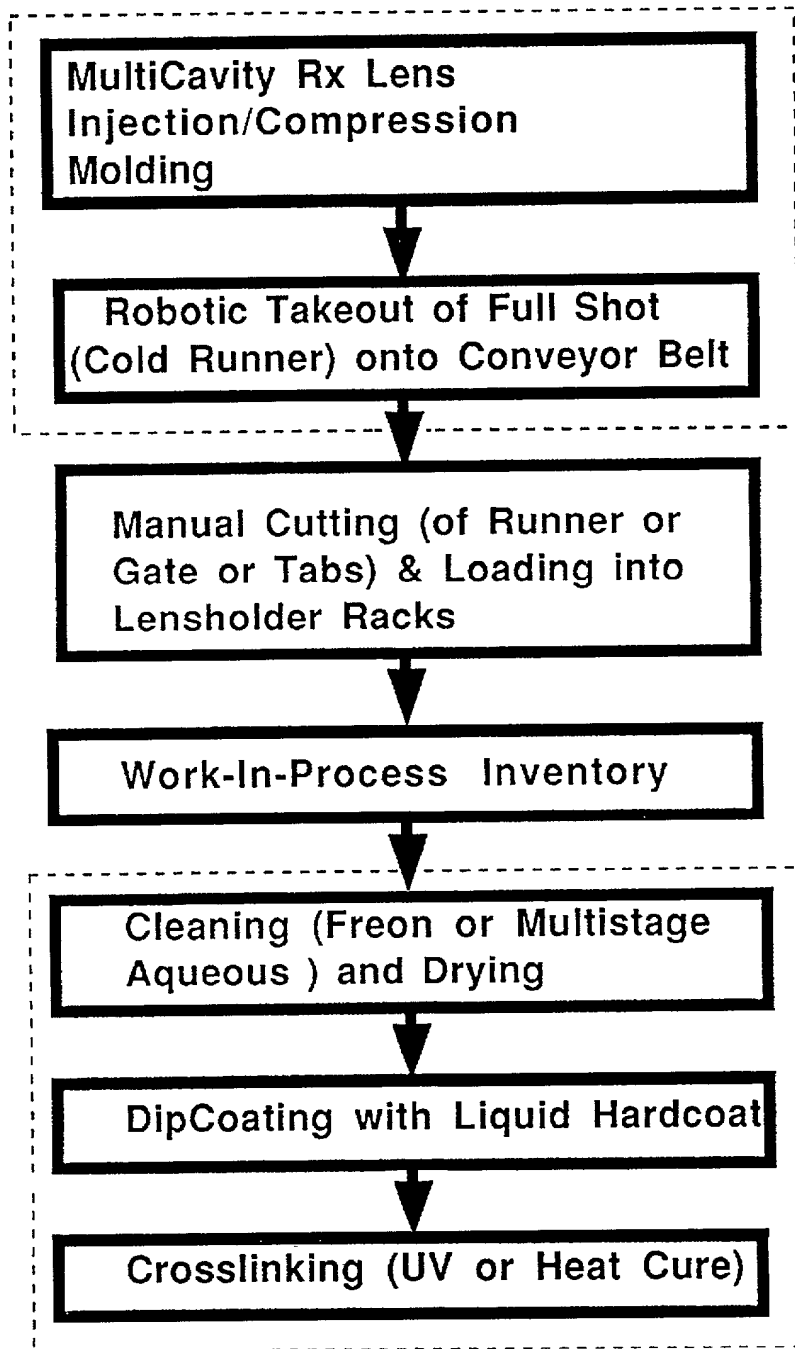 MultiCavity Rx Lens
Injection/Compression
Molding
Robotic Takeout of Full Shot
(Cold Runner) onto Conveyor Belt
Manual Cutting (of Runner or
Gate or Tabs) & Loading into
Lensholder Racks
Work-In-Process Inventory
Cleaning (Freon or Multistage
Aqueous ) and Drying
DipCoating with Liquid Hardcoat
Crosslinking (UV or Heat Cure)